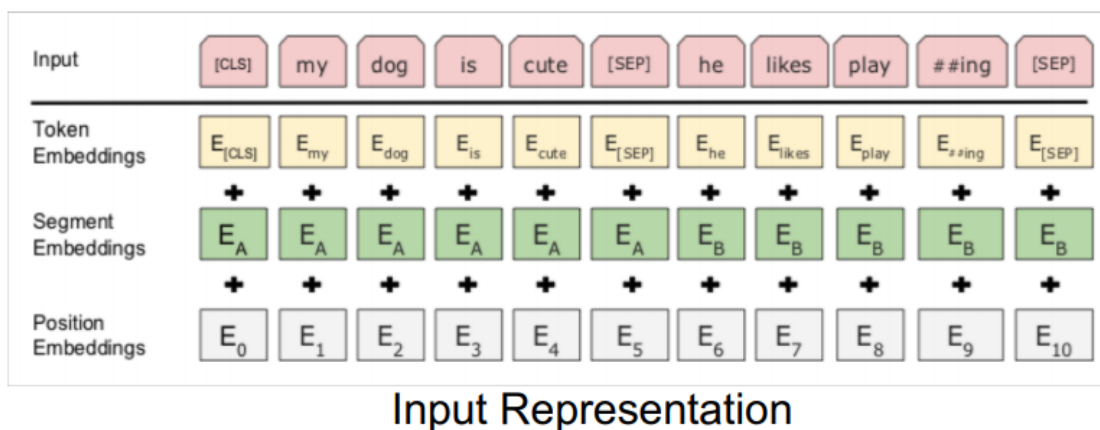 Input [CLS] my dog is cute [SEP] he likes play ##ing [SEP]
Token Embeddings E[CLS] Emy Edog Eis Ecute E[SEP] Ehe Elikes Eplay E##ing E[SEP]
+ + + + + + + + + + +
Segment Embeddings EA EA EA EA EA EA EB EB EB EB EB
+ + + + + + + + + + +
Position Embeddings E0 E1 E2 E3 E4 E5 E6 E7 E8 E9 E10
Input Representation